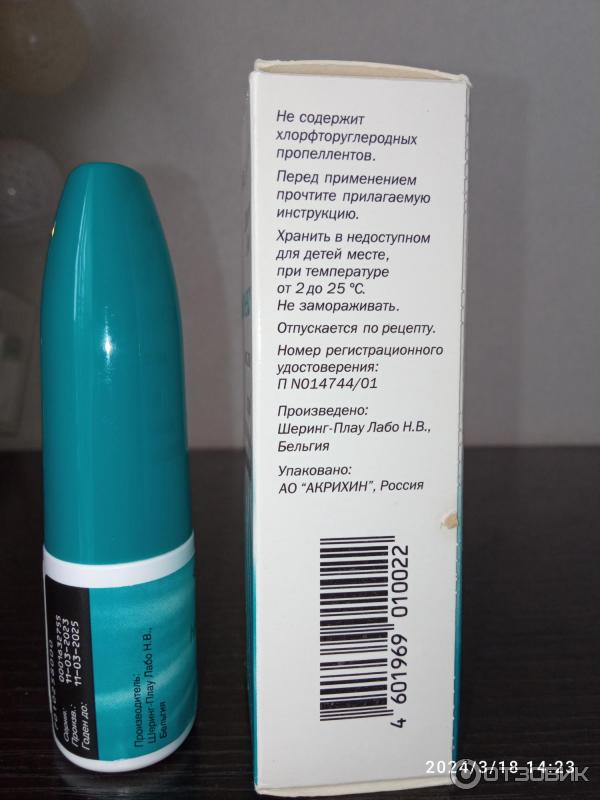 Не содержит
хлорфторуглеродных
пропеллентов.
Перед применением
прочтите прилагаемую
инструкцию.
Хранить в недоступном
для детей месте,
при температуре
от 2 до 25 °C.
Не замораживать.
Отпускается по рецепту.
Номер регистрационного
удостоверения:
П N014744/01
Произведено:
Шеринг-Плау Лабо Н.В.,
Бельгия
Упаковано:
АО "АКРИХИН", Россия
4 601969 010022
0001632755
Серия:
Произв.: 11-03-2023
Годен до: 11-03-2025
Производитель:
Шеринг-Плау Лабо Н.В.,
Бельгия
2024/3/18 14:23
ОТЗОВИК